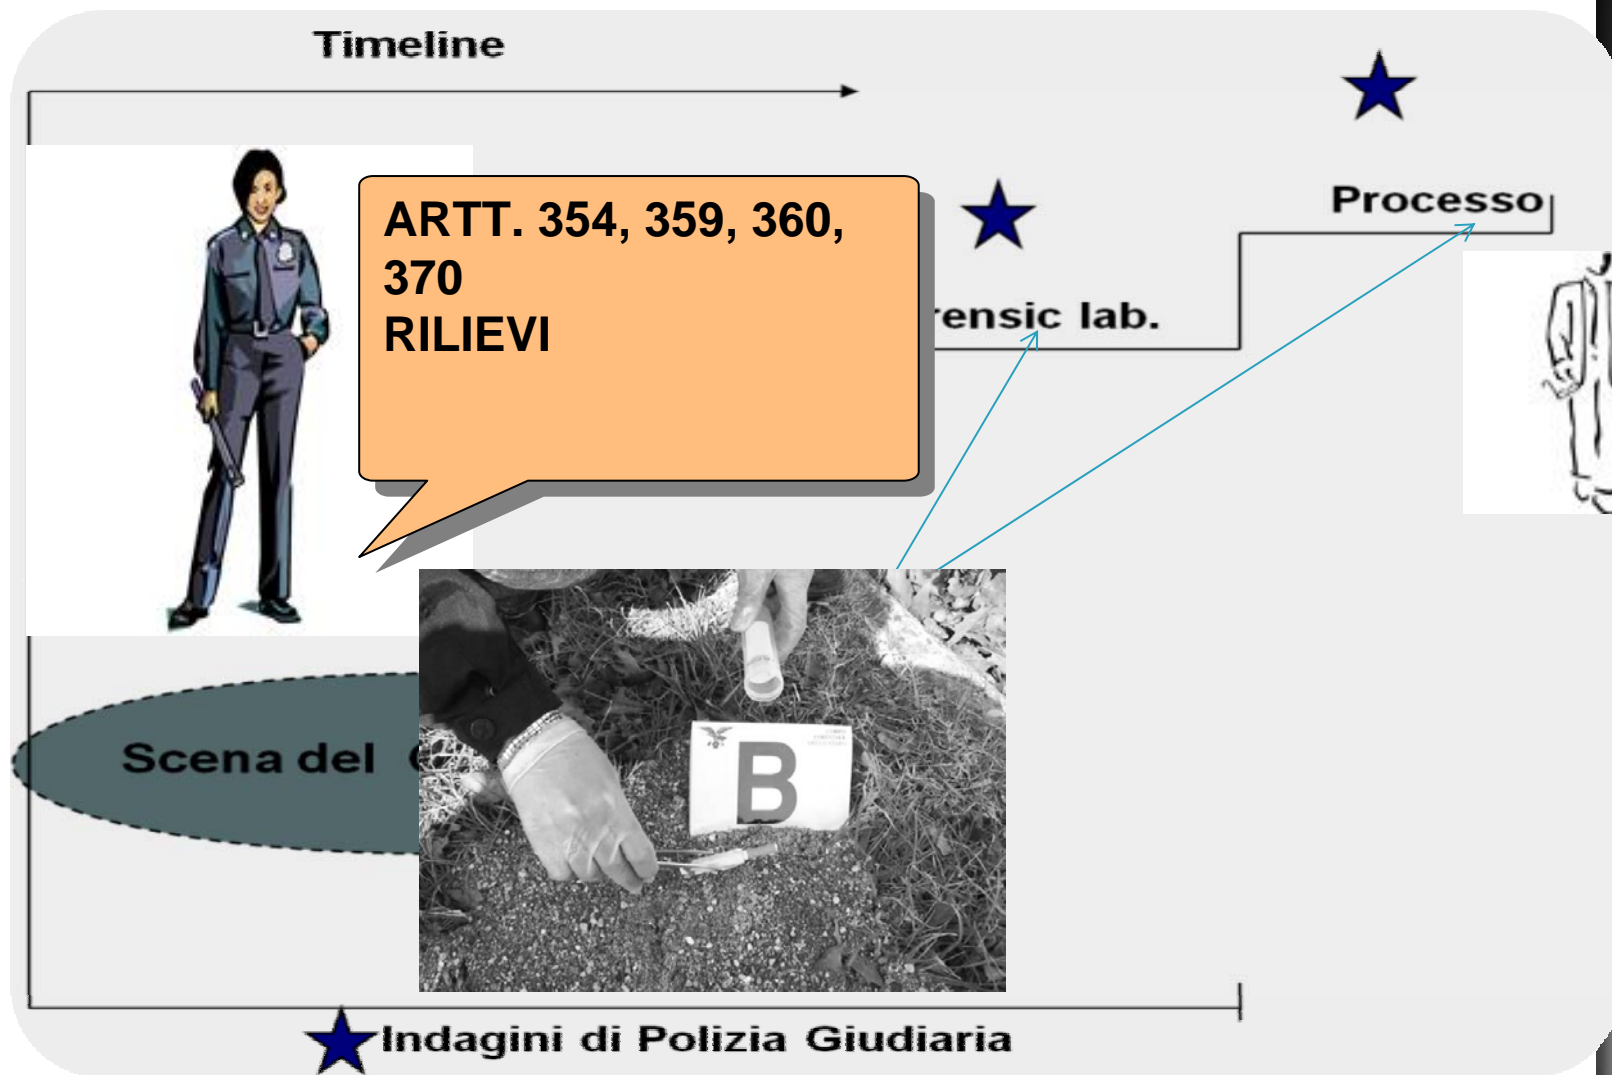 Timeline
Processo
ARTT. 354, 359, 360,
370
RILIEVI
rensic lab.
Scena del
B
Indagini di Polizia Giudiaria